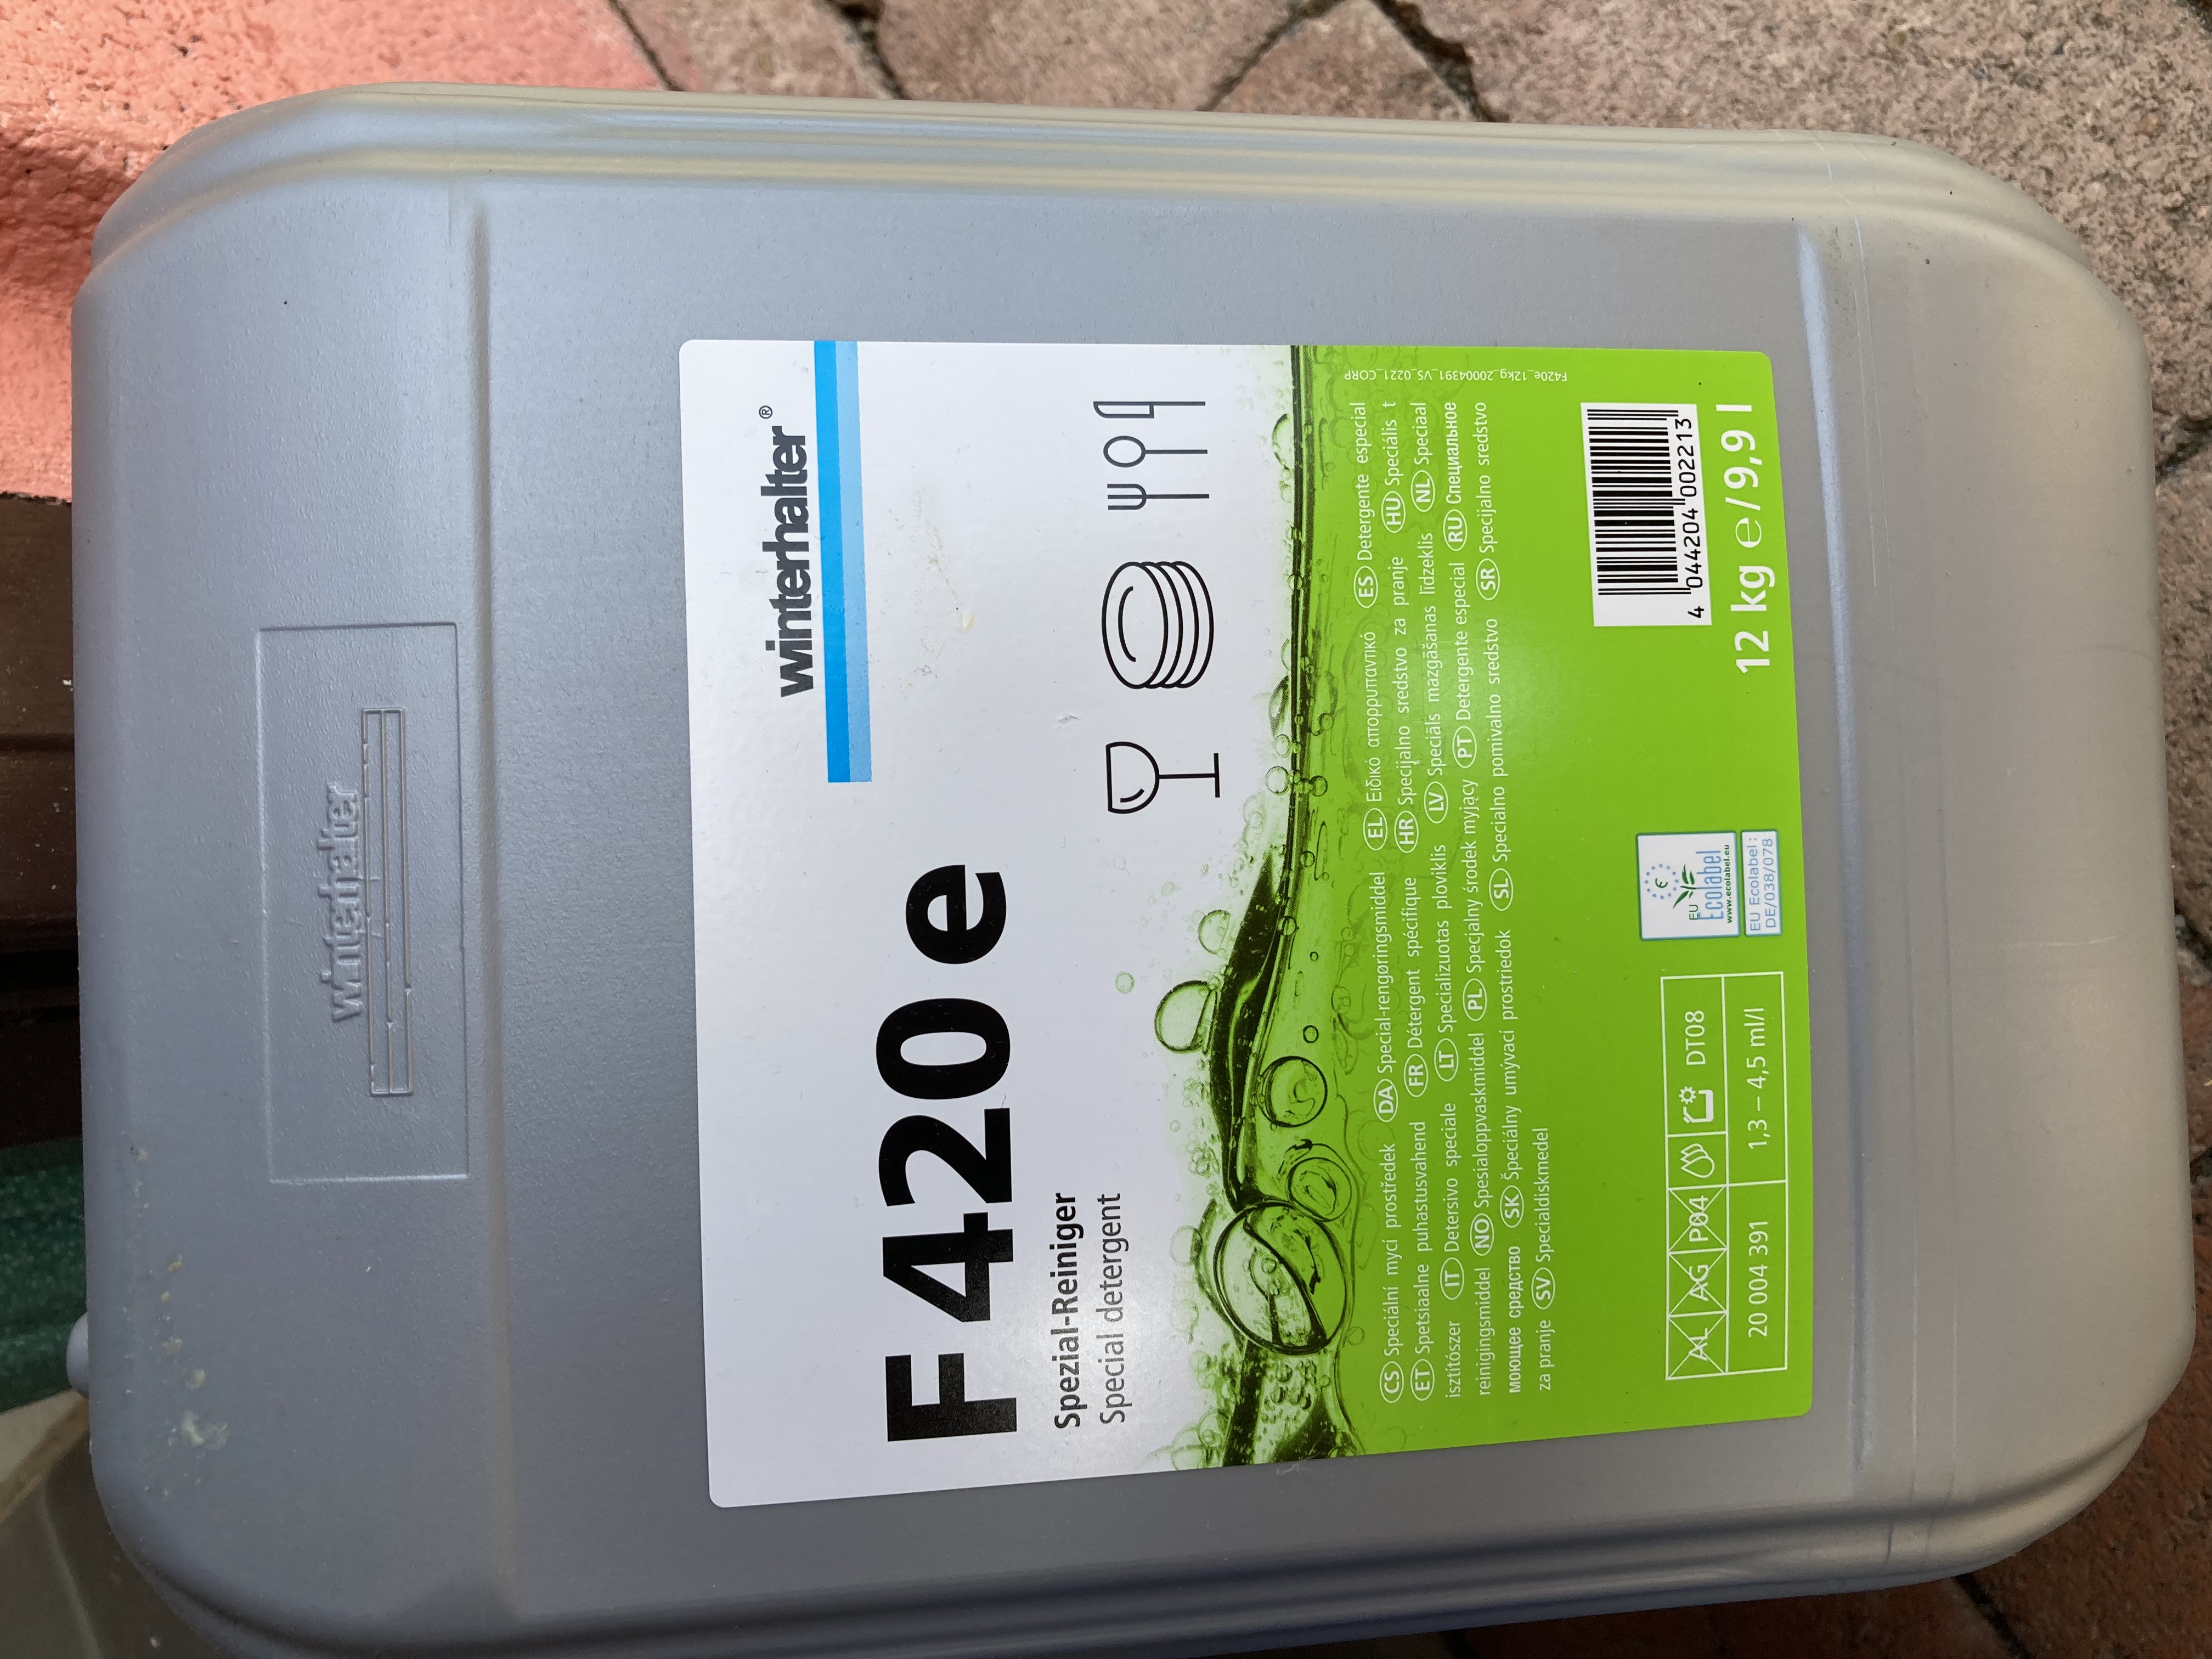 winterhalter
winterhalter®
F 420 e
Spezial-Reiniger
Special detergent
F420e_12kg_20004391_VS_0221_CORP
CS Speciální mycí prostředek DA Special-rengøringsmiddel EL Ειδικό απορρυπαντικό ES Detergente especial
ET Spetsiaalne puhastusvahend FR Détergent spécifique HR Specijalno sredstvo za pranje HU Speciális t
isztítószer IT Detersivo speciale LT Specializuotas ploviklis LV Speciāls mazgāšanas līdzeklis NL Speciaal
reinigingsmiddel NO Spesialoppvaskmiddel PL Specjalny środek myjący PT Detergente especial RU Специальное
моющее средство SK Špeciálny umývací prostriedok SL Specialno pomivalno sredstvo SR Specijalno sredstvo
za pranje SV Specialdiskmedel
AL AG P04 DT08
20 004 391 1,3 – 4,5 ml/l
EU
Ecolabel
www.ecolabel.eu
EU Ecolabel :
DE/038/078
4 044204 002213
12 kg e / 9,9 l